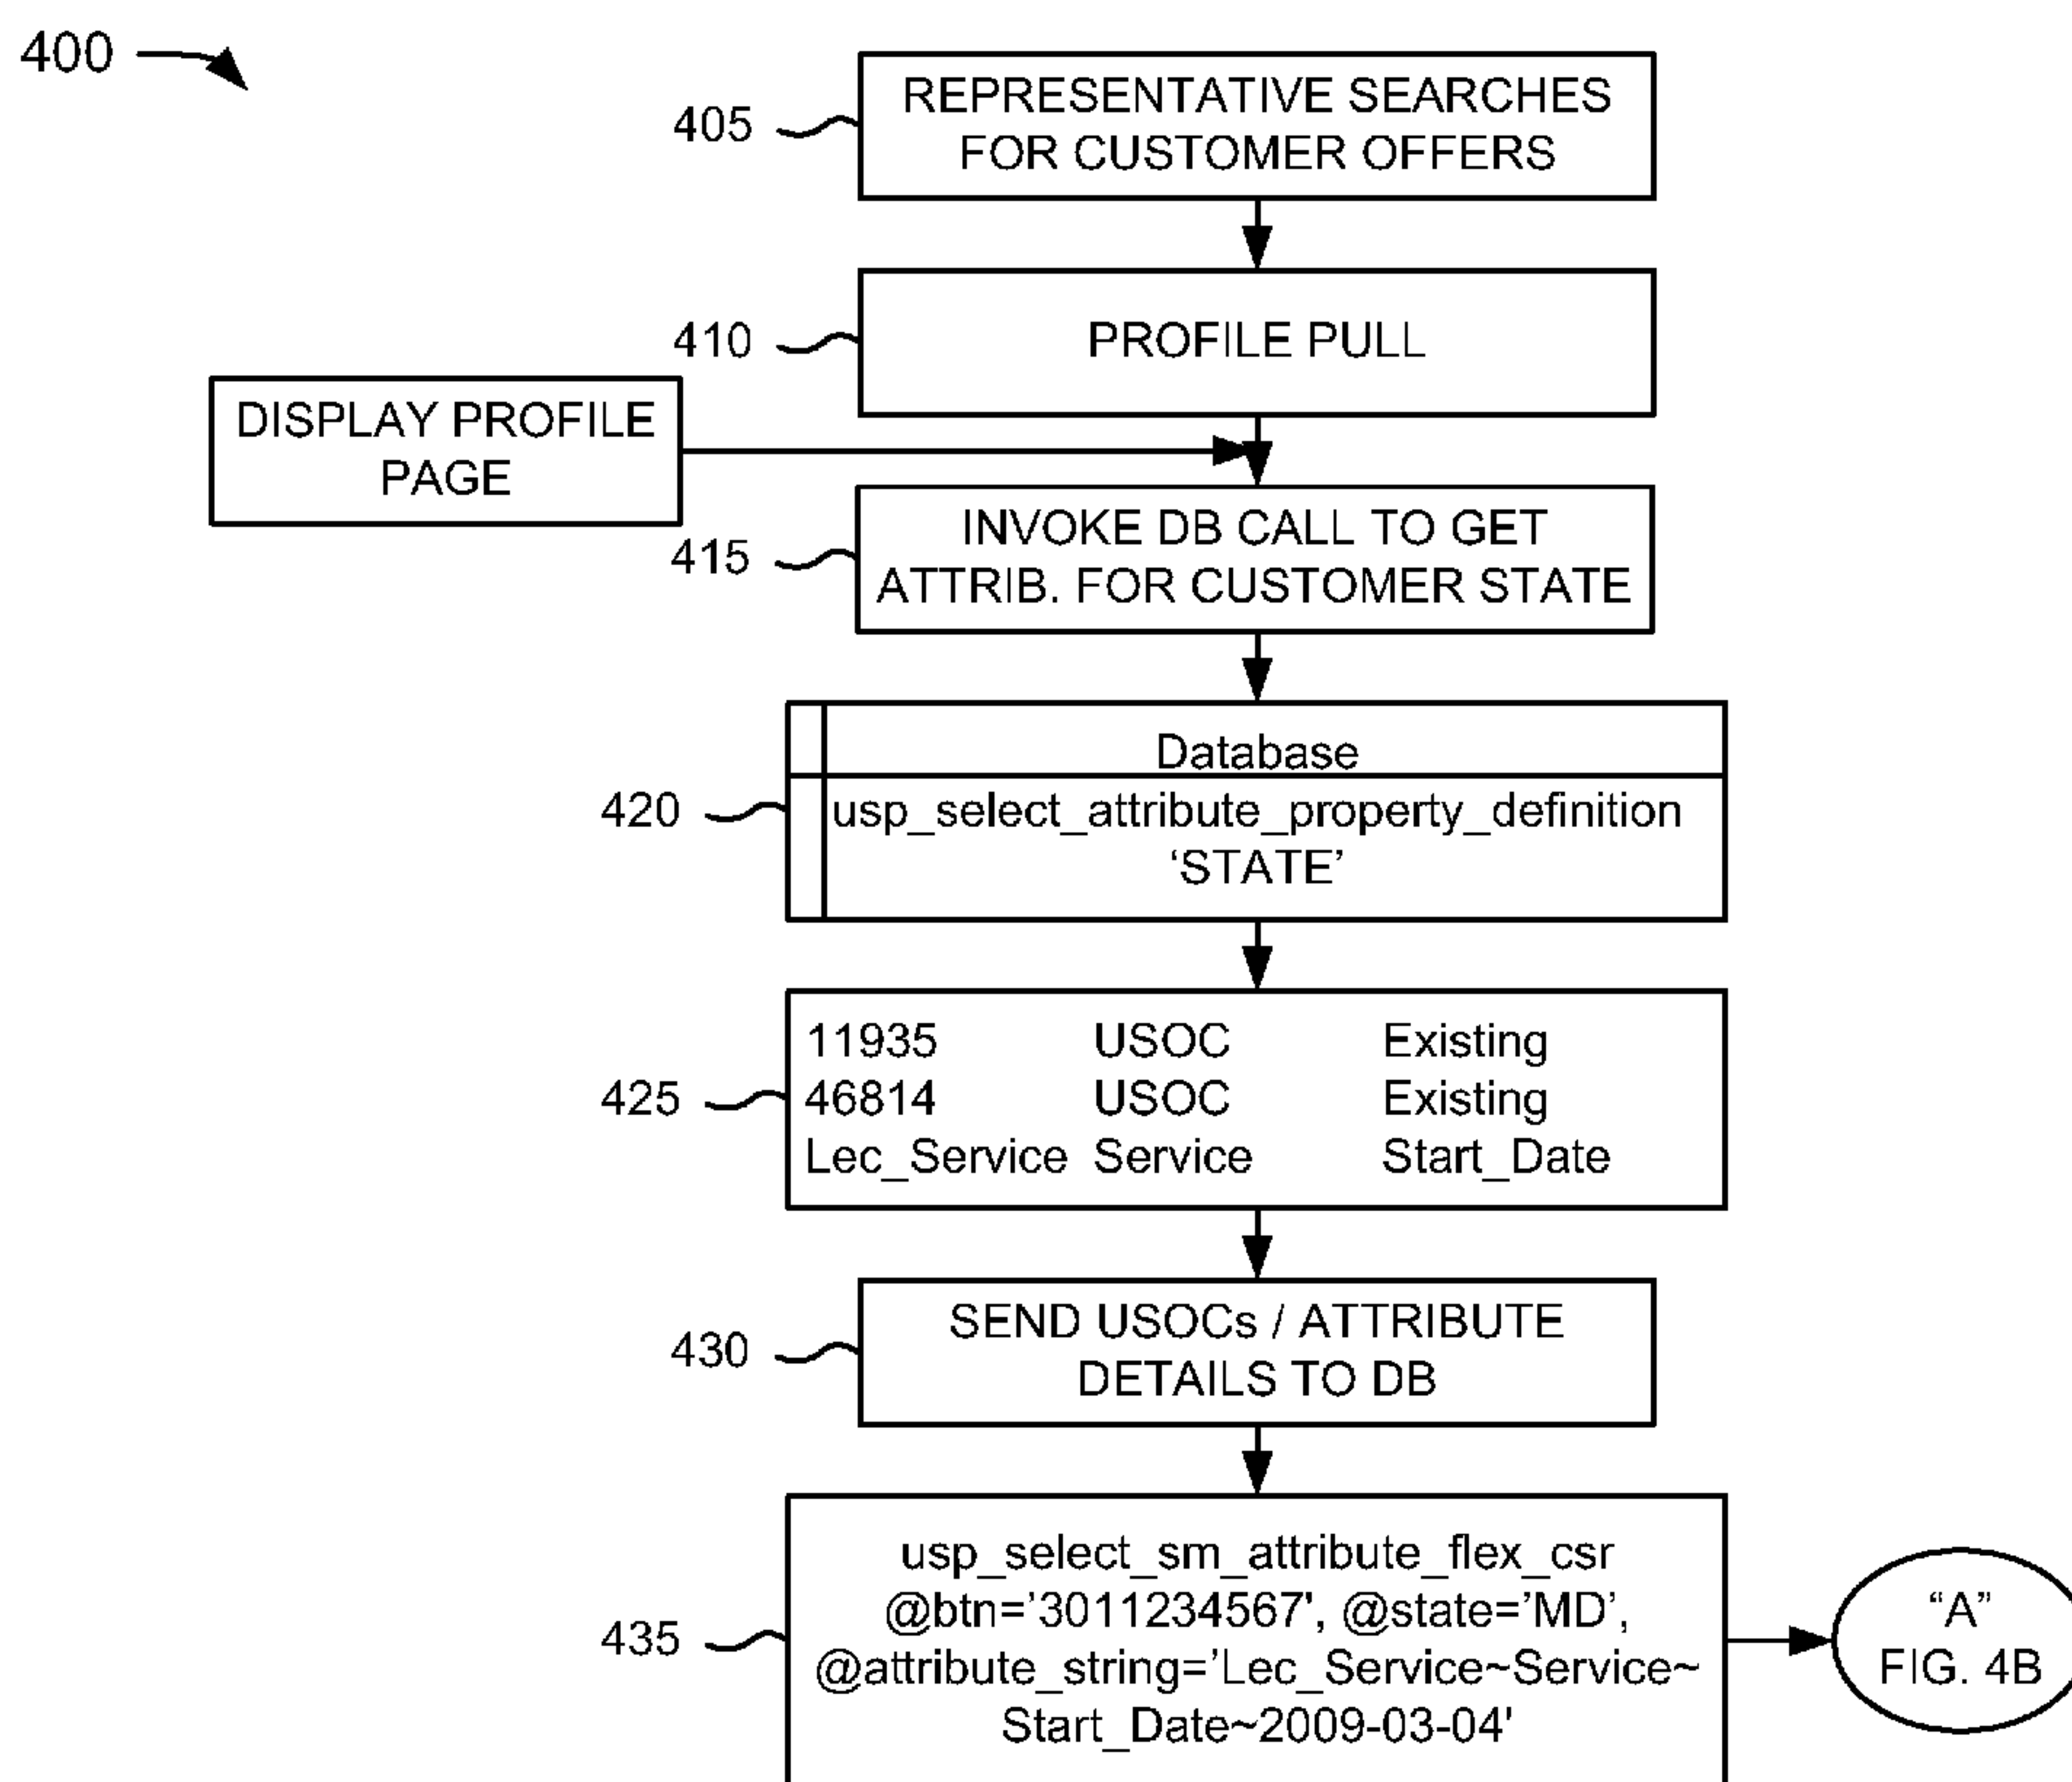 400
405
REPRESENTATIVE SEARCHES
FOR CUSTOMER OFFERS
410
PROFILE PULL
DISPLAY PROFILE
PAGE
415
INVOKE DB CALL TO GET
ATTRIB. FOR CUSTOMER STATE
Database
420
usp_select_attribute_property_definition
‘STATE’
425
11935 USOC Existing
46814 USOC Existing
Lec_Service Service Start_Date
430
SEND USOCs / ATTRIBUTE
DETAILS TO DB
435
usp_select_sm_attribute_flex_csr
@btn=’3011234567', @state=’MD’,
@attribute_string=’Lec_Service~Service~
Start_Date~2009-03-04'
“A”
FIG. 4B